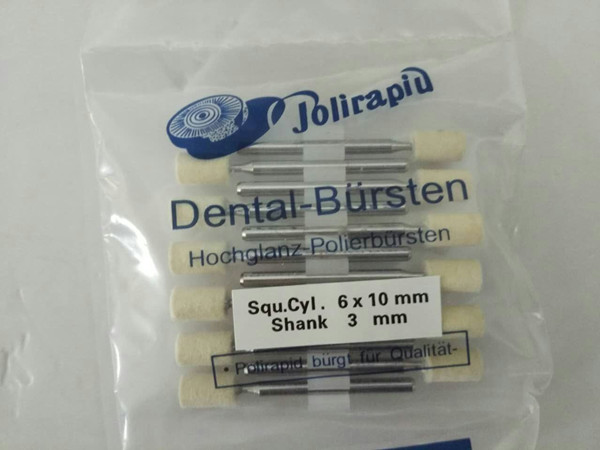 Polirapid
Dental-Bürsten
Hochglanz-Polierbürsten
Squ.Cyl. 6 x 10 mm
Shank 3 mm
• Polirapid bürgt für Qualität-